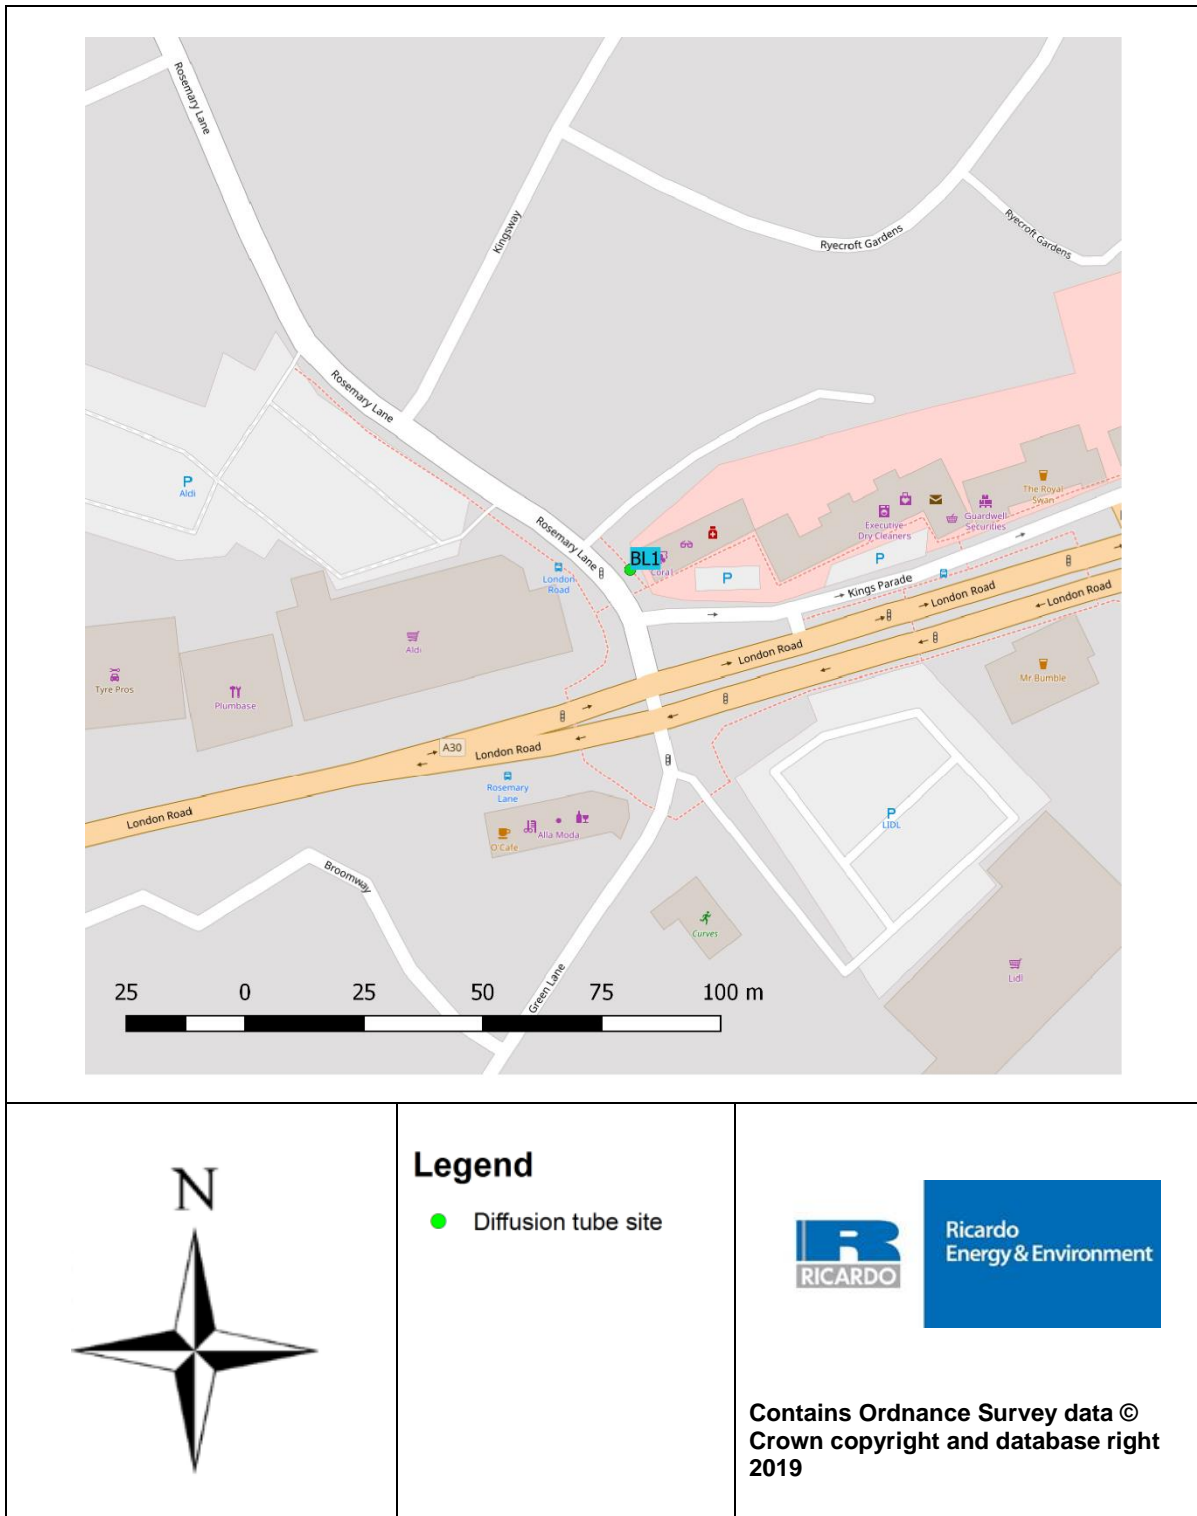 Rosemary Lane
Kingsway
Ryecroft Gardens
Ryecroft Gardens
Rosemary Lane
P
Aldi
Rosemary Lane
London
Road
BL1
Coral
P
Executive
Dry Cleaners
Guardwell
Securities
The Royal
Swan
P
Kings Parade
London Road
London Road
London Road
Mr Bumble
Tyre Pros
Plumbase
Aldi
A30
London Road
London Road
Rosemary
Lane
O'Cafe
Alla Moda
P
LIDL
Broomway
Curves
Lidl
Green Lane
25 0 25 50 75 100 m
N
Legend
Diffusion tube site
R
RICARDO
Ricardo
Energy & Environment
Contains Ordnance Survey data ©
Crown copyright and database right
2019